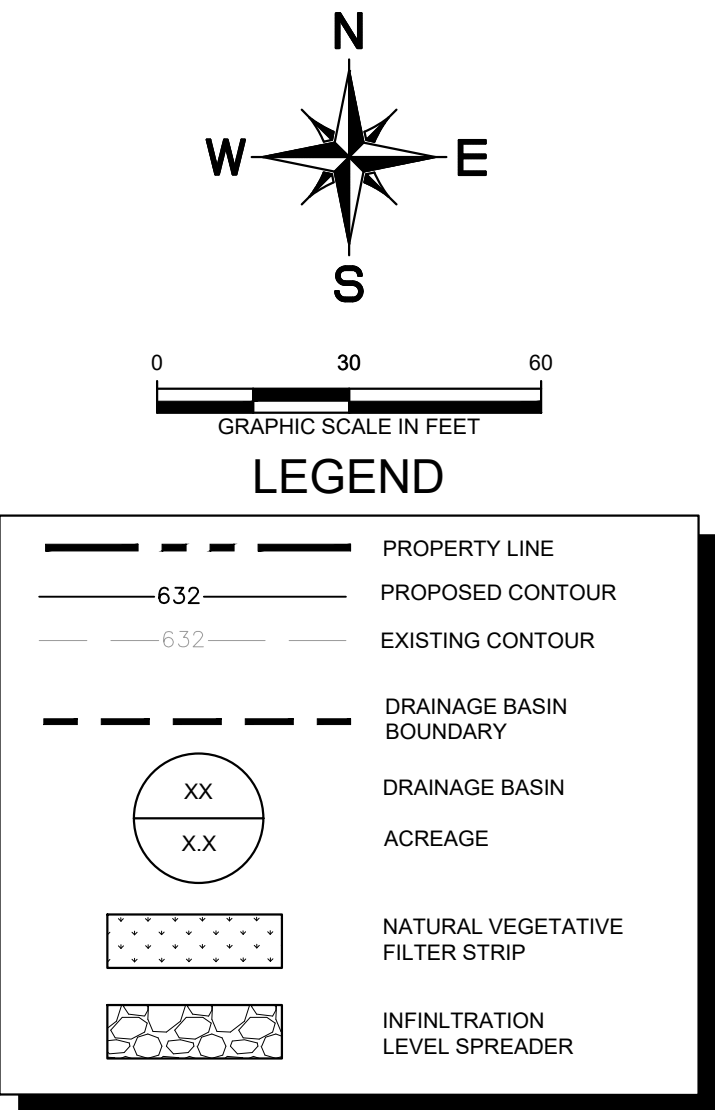 N
W E
S
0 30 60
GRAPHIC SCALE IN FEET
LEGEND
PROPERTY LINE
632 PROPOSED CONTOUR
632 EXISTING CONTOUR
DRAINAGE BASIN
BOUNDARY
XX DRAINAGE BASIN
X.X ACREAGE
NATURAL VEGETATIVE
FILTER STRIP
INFINLTRATION
LEVEL SPREADER